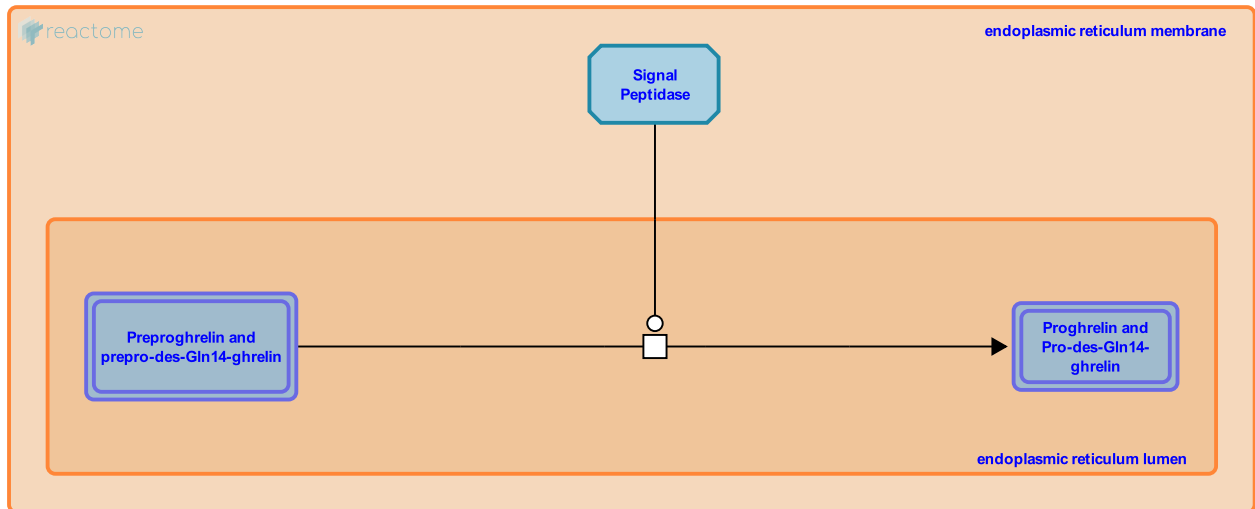 reactome
endoplasmic reticulum membrane
Signal
Peptidase
Preproghrelin and
prepro-des-Gln14-ghrelin
Proghrelin and
Pro-des-Gln14-
ghrelin
endoplasmic reticulum lumen